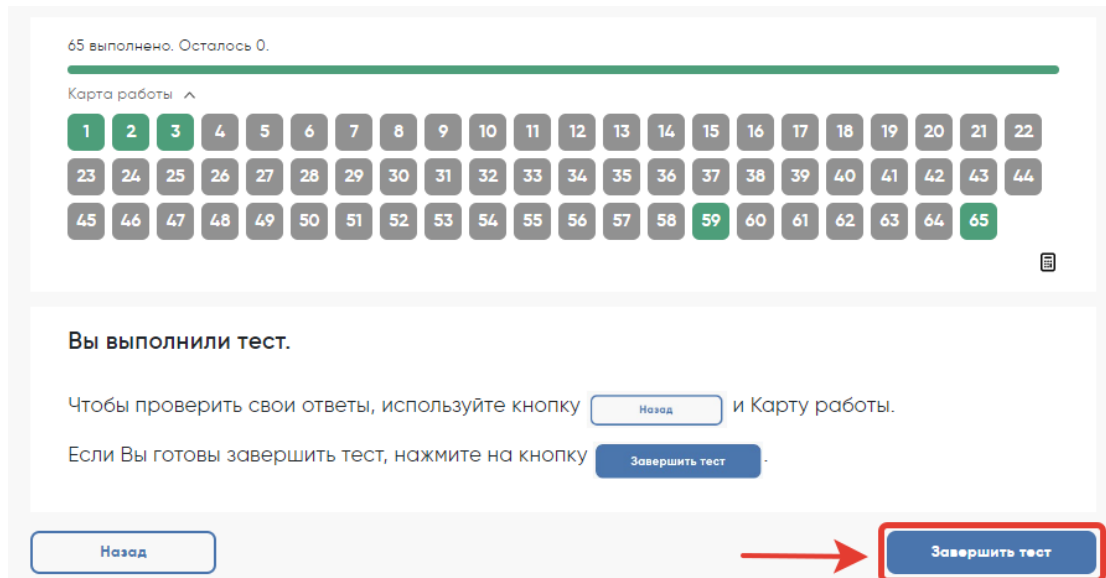 65 выполнено. Осталось 0.
Карта работы
1 2 3 4 5 6 7 8 9 10 11 12 13 14 15 16 17 18 19 20 21 22
23 24 25 26 27 28 29 30 31 32 33 34 35 36 37 38 39 40 41 42 43 44
45 46 47 48 49 50 51 52 53 54 55 56 57 58 59 60 61 62 63 64 65
Вы выполнили тест.
Чтобы проверить свои ответы, используйте кнопку Назад и Карту работы.
Если Вы готовы завершить тест, нажмите на кнопку Завершить тест .
Назад Завершить тест